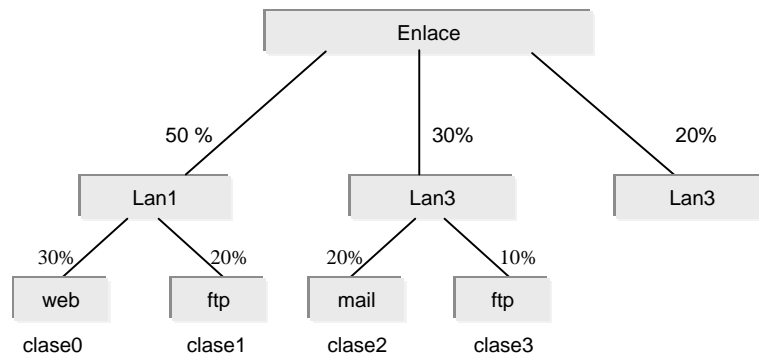 Enlace
50 % 30% 20%
Lan1 Lan3 Lan3
30% 20% 20% 10%
web ftp mail ftp
clase0 clase1 clase2 clase3